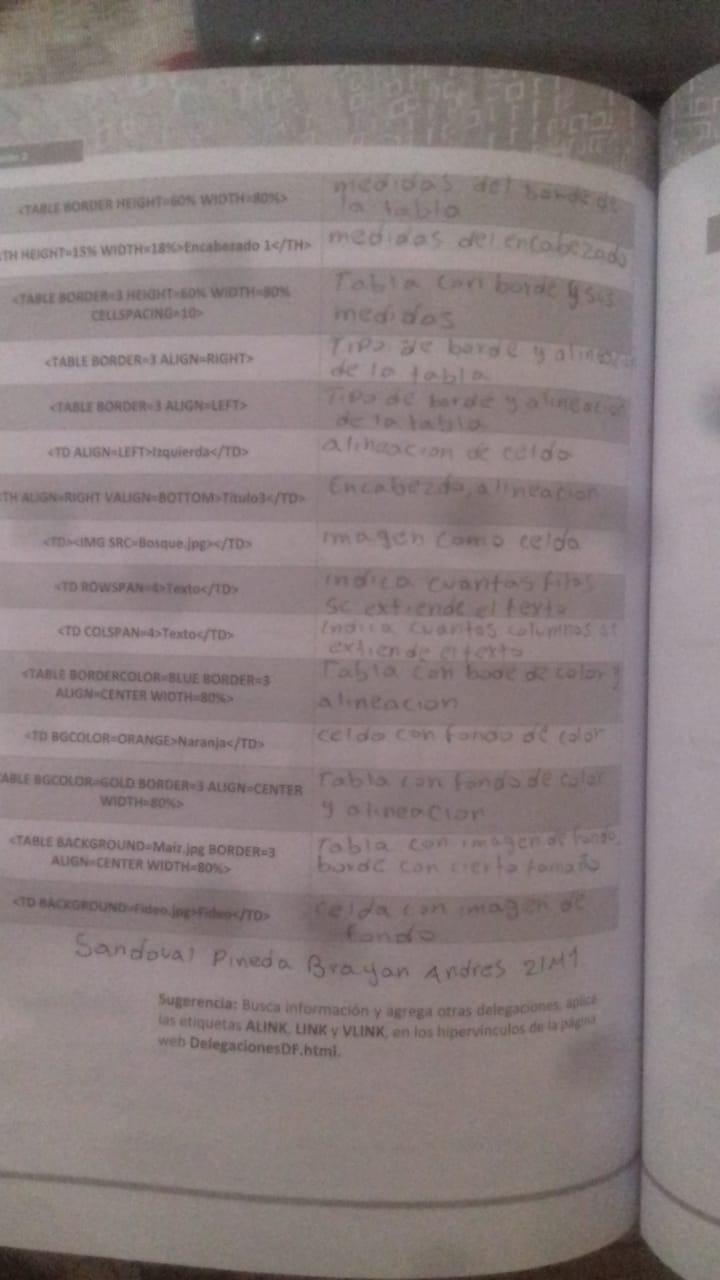 <TABLE BORDER HEIGHT=60% WIDTH=80%>
medidas del borde de
la tabla
TH HEIGHT=15% WIDTH=18%>Encabezado 1</TH>
medidas del encabezado
<TABLE BORDER=3 HEIGHT=60% WIDTH=80%
CELLSPACING=10>
Tabla con borde y sus
medidas
<TABLE BORDER=3 ALIGN=RIGHT>
Tipo de borde y alineacion
de la tabla
<TABLE BORDER=3 ALIGN=LEFT>
Tipo de borde y alineacion
de la tabla
<TD ALIGN=LEFT>Izquierda</TD>
alineacion de celda
TH ALIGN=RIGHT VALIGN=BOTTOM>Titulo3</TD>
Encabezdo, alineacion
<TD><IMG SRC=Bosque.jpg></TD>
imagen como celda
<TD ROWSPAN=4>Texto</TD>
indica cuantas filas
se extiende el texto
<TD COLSPAN=4>Texto</TD>
indica cuantos columnas se
extiende el texto
<TABLE BORDERCOLOR=BLUE BORDER=3
ALIGN=CENTER WIDTH=80%>
Tabla con bode de color y
alineacion
<TD BGCOLOR=ORANGE>Naranja</TD>
celda con fondo de color
TABLE BGCOLOR=GOLD BORDER=3 ALIGN=CENTER
WIDTH=80%>
Tabla con fondo de color
y alineacion
<TABLE BACKGROUND=Maiz.jpg BORDER=3
ALIGN=CENTER WIDTH=80%>
Tabla con imagen de fondo,
borde con cierto tamaño
<TD BACKGROUND=Fideo.jpg>Fideo</TD>
celda con imagen de
fondo
Sandoval Pineda Brayan Andres 21M1
Sugerencia: Busca información y agrega otras delegaciones, aplica
las etiquetas ALINK, LINK y VLINK, en los hipervínculos de la página
web DelegacionesDF.html.